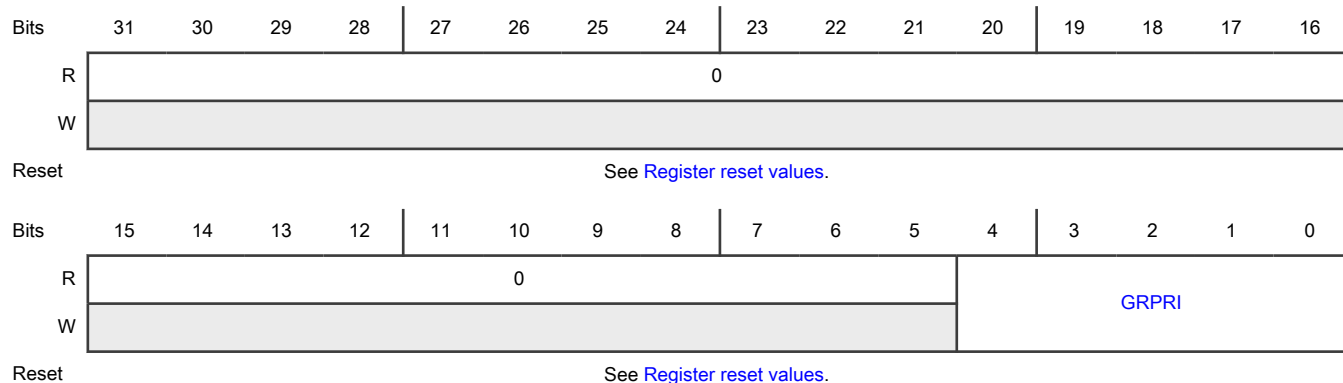 Bits 31 30 29 28 27 26 25 24 23 22 21 20 19 18 17 16
R 0
W
Reset See Register reset values.
Bits 15 14 13 12 11 10 9 8 7 6 5 4 3 2 1 0
R 0 GRPRI
W
Reset See Register reset values.